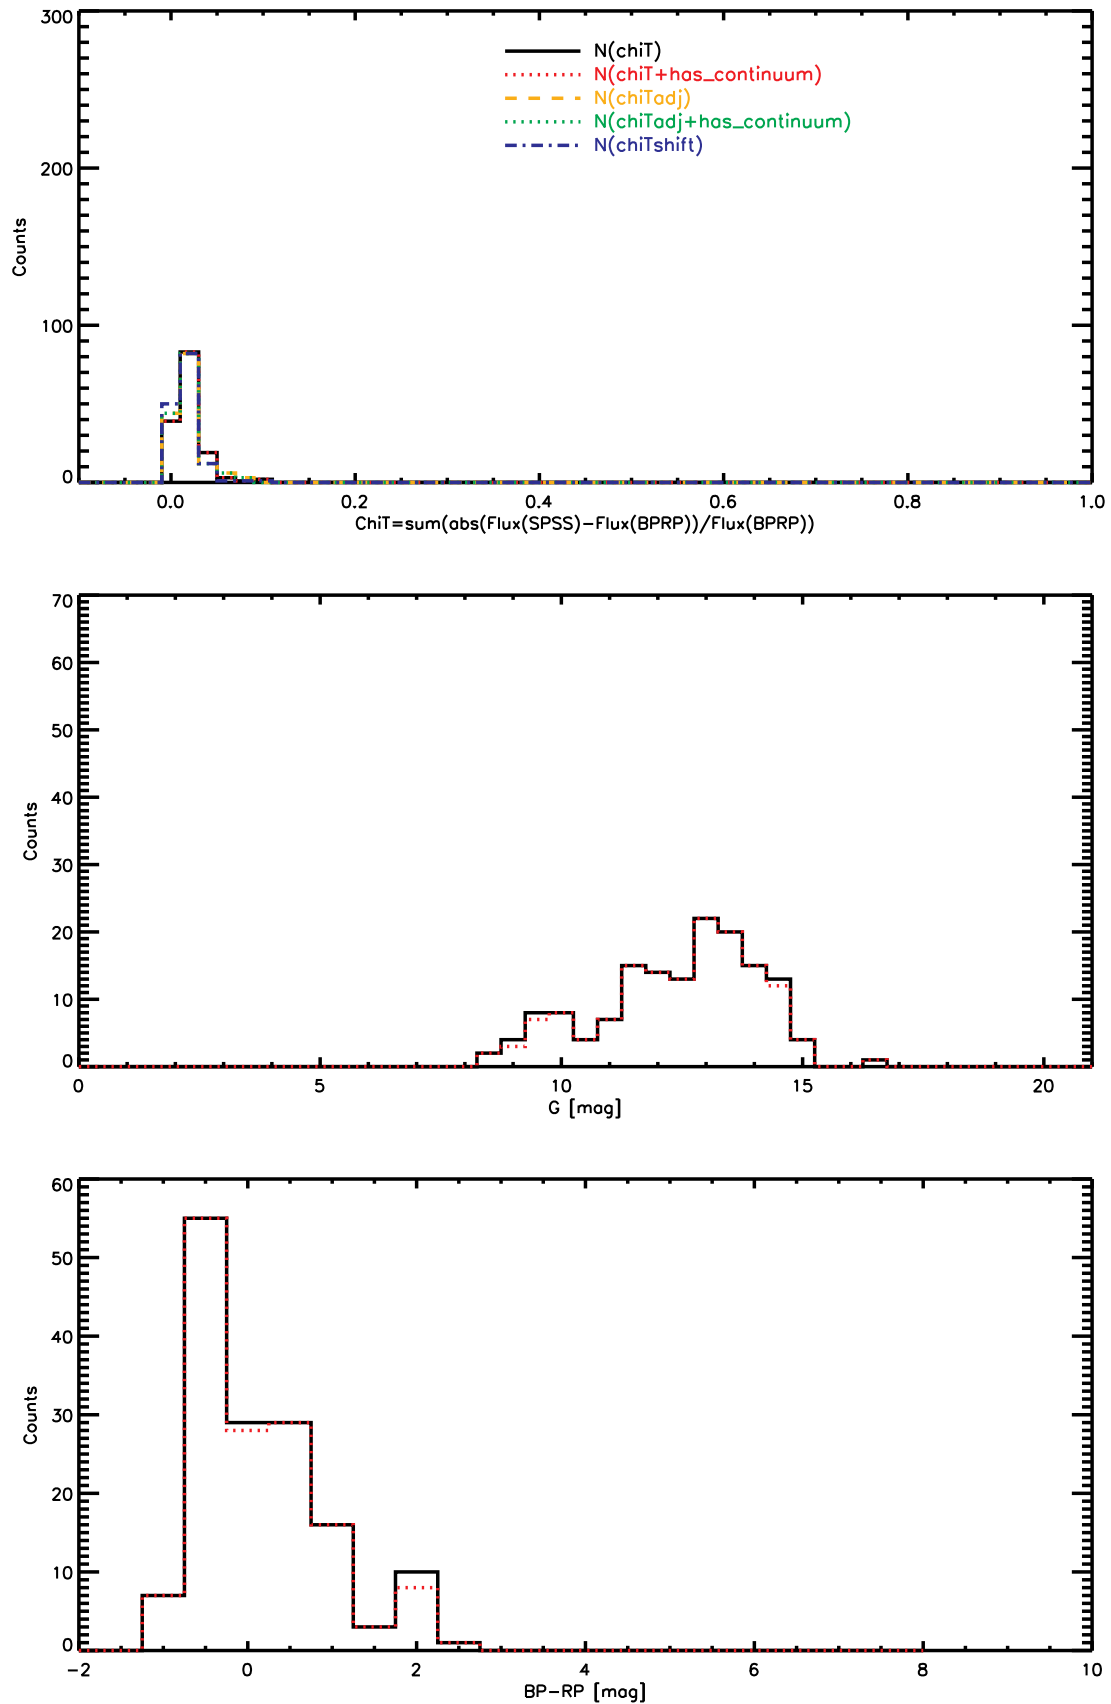 300
200
100
0
Counts
N(chiT)
N(chiT+has_continuum)
N(chiTadj)
N(chiTadj+has_continuum)
N(chiTshift)
0.0 0.2 0.4 0.6 0.8 1.0
ChiT=sum(abs(Flux(SPSS)-Flux(BPRP))/Flux(BPRP))
70
60
50
40
30
20
10
0
Counts
0 5 10 15 20
G [mag]
60
50
40
30
20
10
0
Counts
-2 0 2 4 6 8 10
BP-RP [mag]